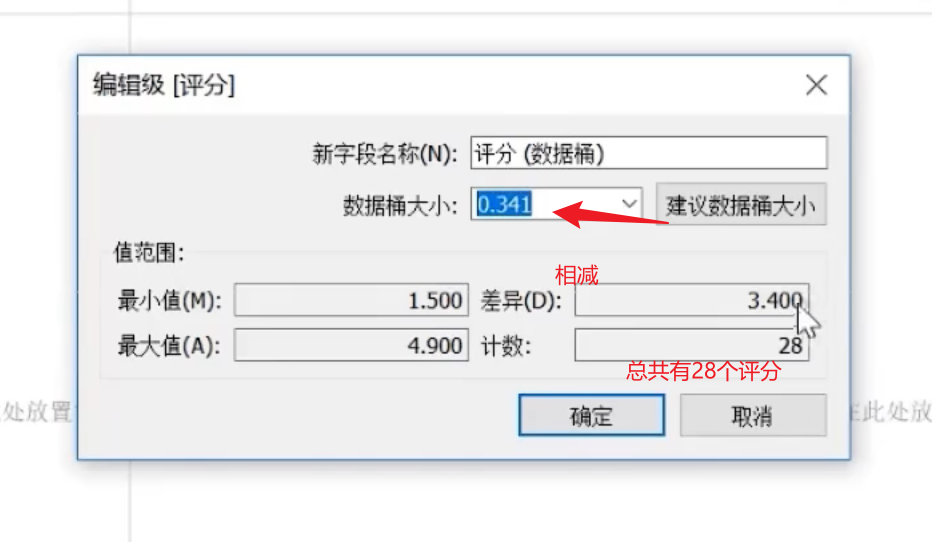 编辑级 [评分]
新字段名称(N): 评分 (数据桶)
数据桶大小: 0.341 建议数据桶大小
值范围:
相减
最小值(M): 1.500 差异(D): 3.400
最大值(A): 4.900 计数: 28
总共有28个评分
处放置 在此处放
确定 取消